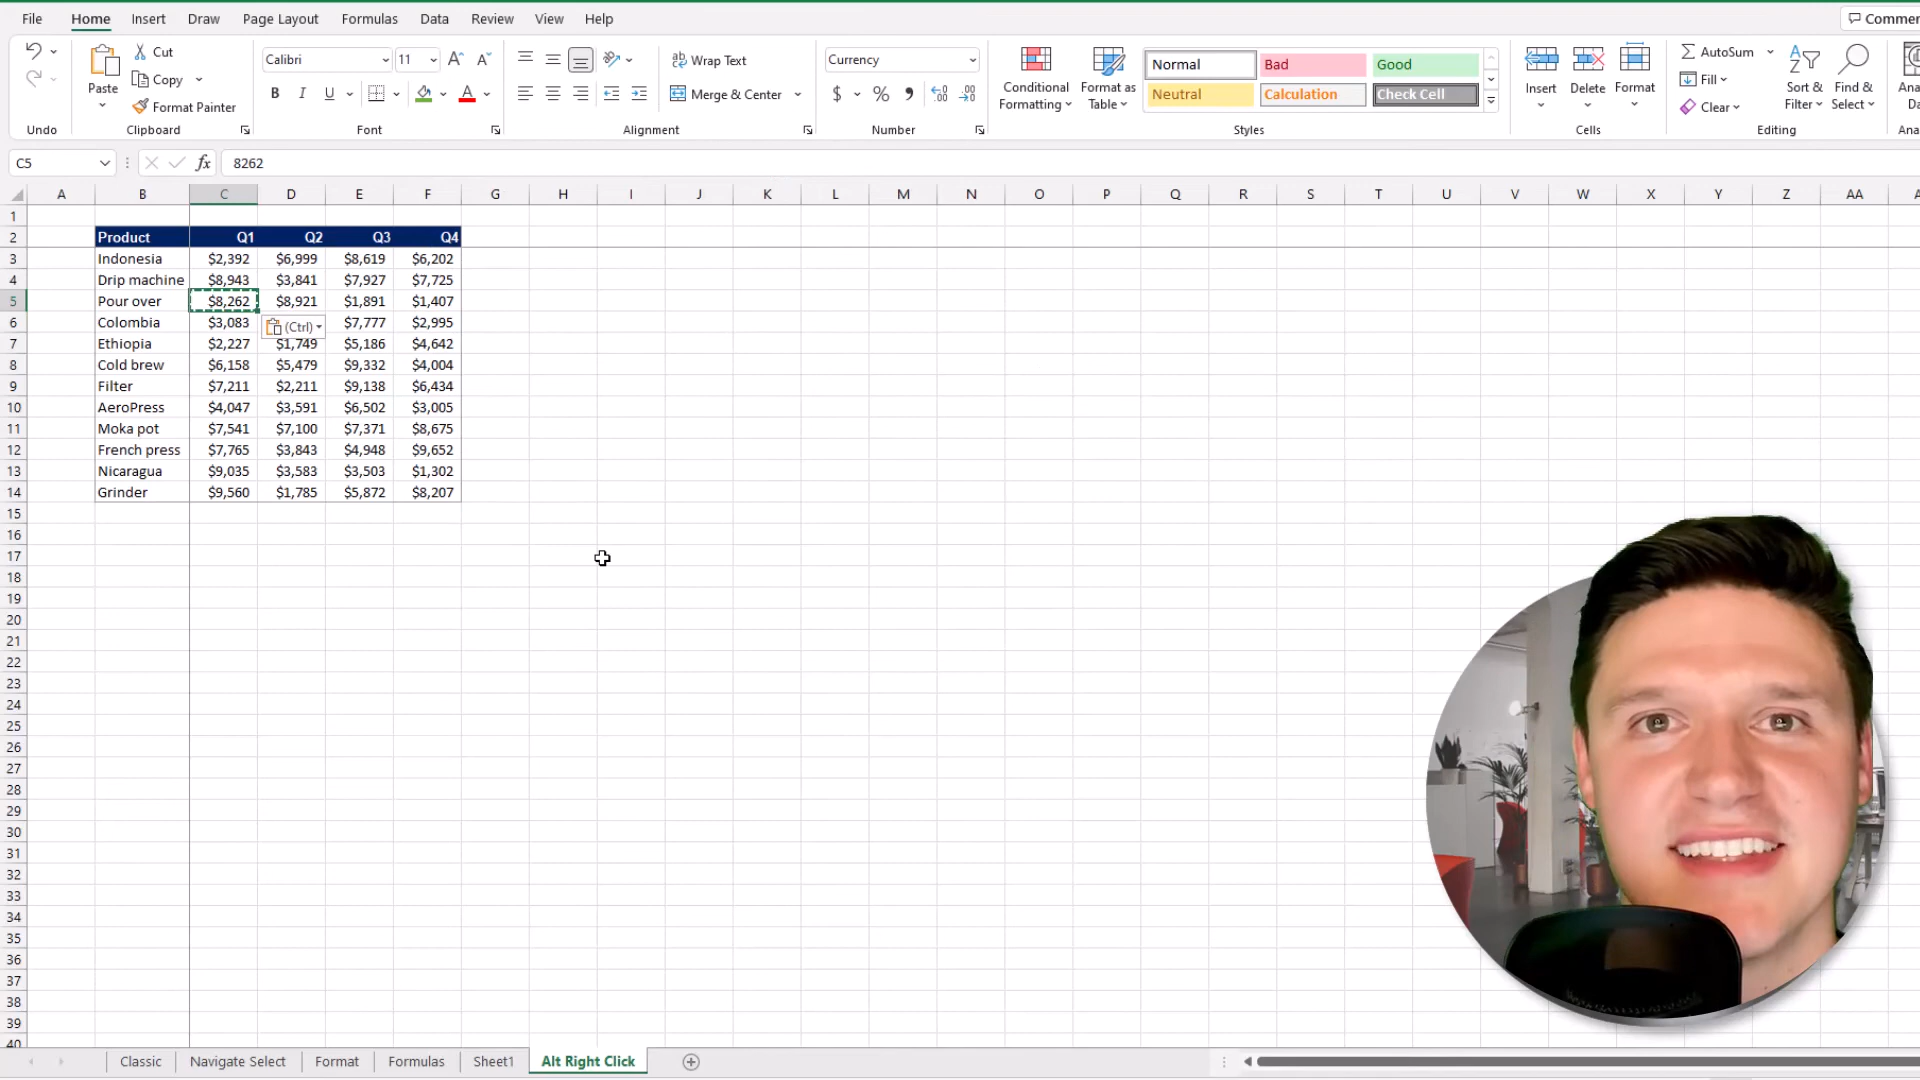 File Home Insert Draw Page Layout Formulas Data Review View Help
Cut
Wrap Text
Calibri 11
Currency
Normal Bad Good
AutoSum
Paste Copy
Conditional Formatting
Format as Table
Insert Delete Format
Fill
Sort & Filter
Find & Select
Format Painter
Merge & Center
$ % 9
Neutral Calculation Check Cell
Clear
B I U
Undo Clipboard Font Alignment Number Styles Cells Editing
C5 fx 8262
A B C D E F G H I J K L M N O P Q R S T U V W X Y Z AA
1
2 Product Q1 Q2 Q3 Q4
3 Indonesia $2,392 $6,999 $8,619 $6,202
4 Drip machine $8,943 $3,841 $7,927 $7,725
5 Pour over $8,262 $8,921 $1,891 $1,407
6 Colombia $3,083 (Ctrl) $7,777 $2,995
7 Ethiopia $2,227 $1,749 $5,186 $4,642
8 Cold brew $6,158 $5,479 $9,332 $4,004
9 Filter $7,211 $2,211 $9,138 $6,434
10 AeroPress $4,047 $3,591 $6,502 $3,005
11 Moka pot $7,541 $7,100 $7,371 $8,675
12 French press $7,765 $3,843 $4,948 $9,652
13 Nicaragua $9,035 $3,583 $3,503 $1,302
14 Grinder $9,560 $1,785 $5,872 $8,207
15
16
17
18
19
20
21
22
23
24
25
26
27
28
29
30
31
32
33
34
35
36
37
38
39
40
Classic Navigate Select Format Formulas Sheet1 Alt Right Click